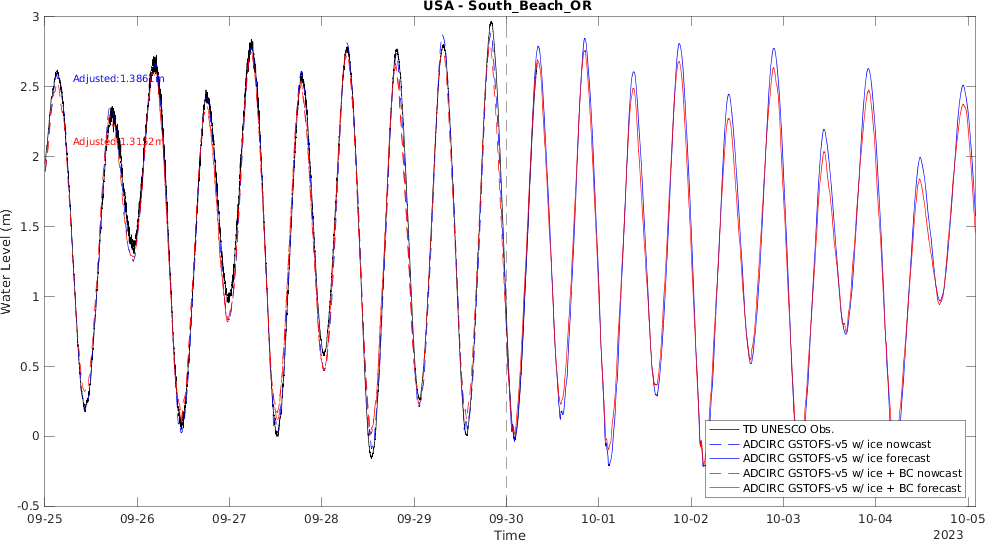 USA - South_Beach_OR
3
2.5
2
1.5
1
0.5
0
-0.5
Water Level (m)
Adjusted:1.3861m
Adjusted:1.3152m
TD UNESCO Obs.
ADCIRC GSTOFS-v5 w/ ice nowcast
ADCIRC GSTOFS-v5 w/ ice forecast
ADCIRC GSTOFS-v5 w/ ice + BC nowcast
ADCIRC GSTOFS-v5 w/ ice + BC forecast
09-25 09-26 09-27 09-28 09-29 09-30 10-01 10-02 10-03 10-04 10-05
Time
2023